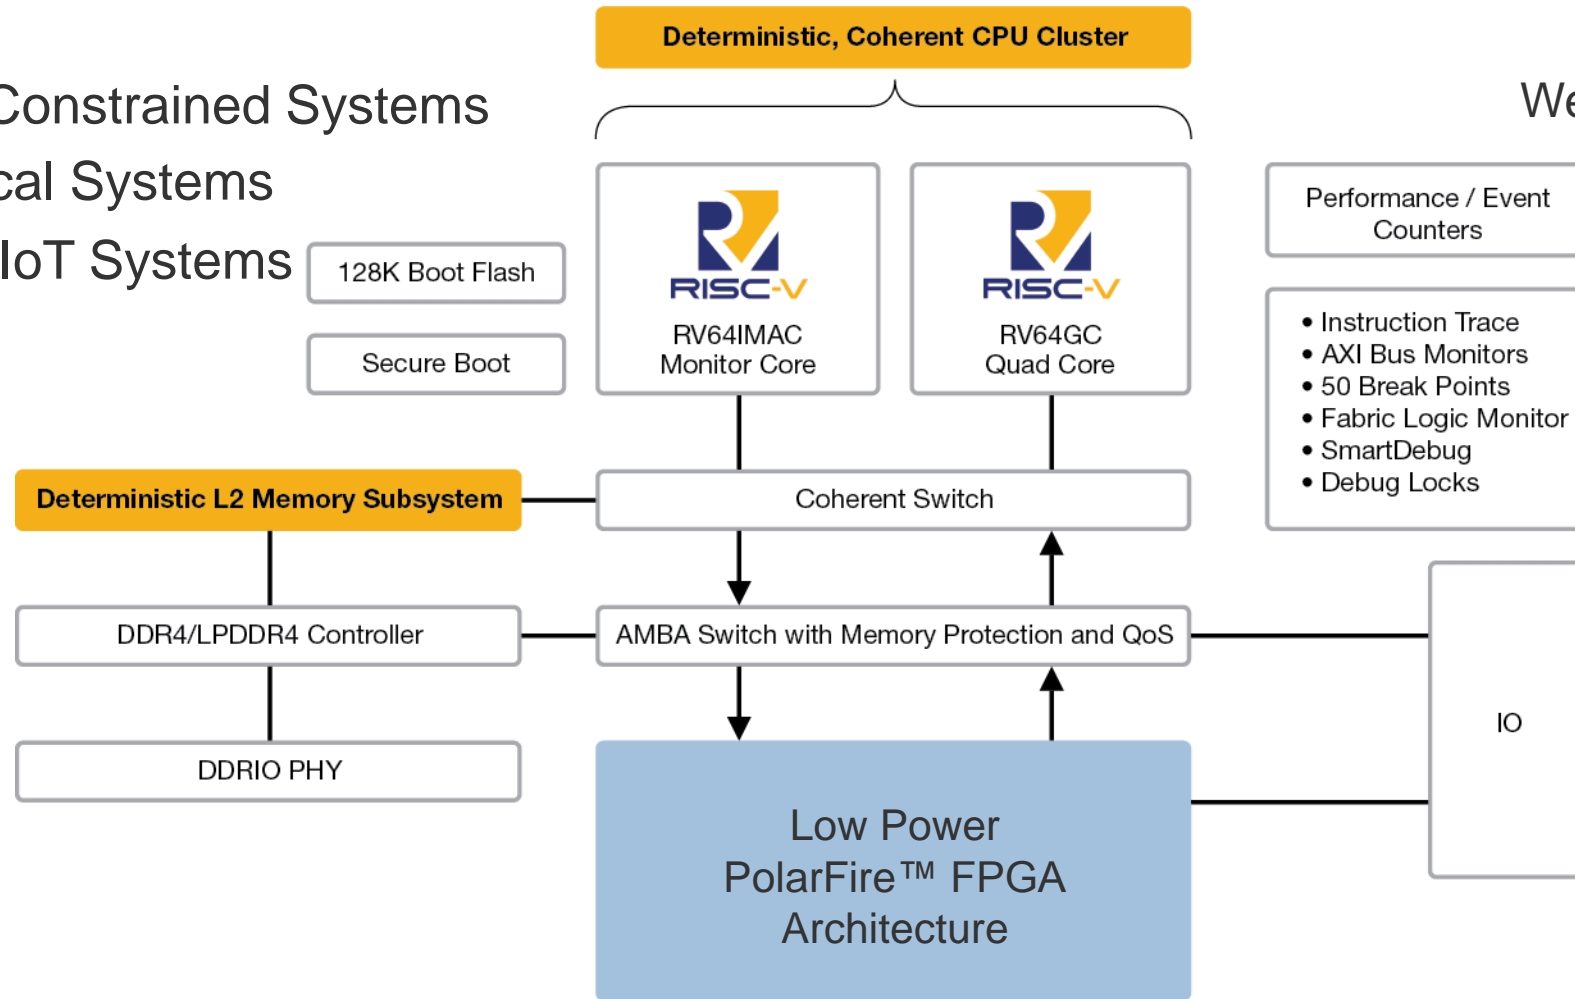 Deterministic, Coherent CPU Cluster
Constrained Systems
cal Systems
IoT Systems
We
128K Boot Flash
Secure Boot
RISC-V
RV64IMAC
Monitor Core
RISC-V
RV64GC
Quad Core
Performance / Event
Counters
• Instruction Trace
• AXI Bus Monitors
• 50 Break Points
• Fabric Logic Monitor
• SmartDebug
• Debug Locks
Deterministic L2 Memory Subsystem
Coherent Switch
DDR4/LPDDR4 Controller
AMBA Switch with Memory Protection and QoS
DDRIO PHY
IO
Low Power
PolarFire™ FPGA
Architecture